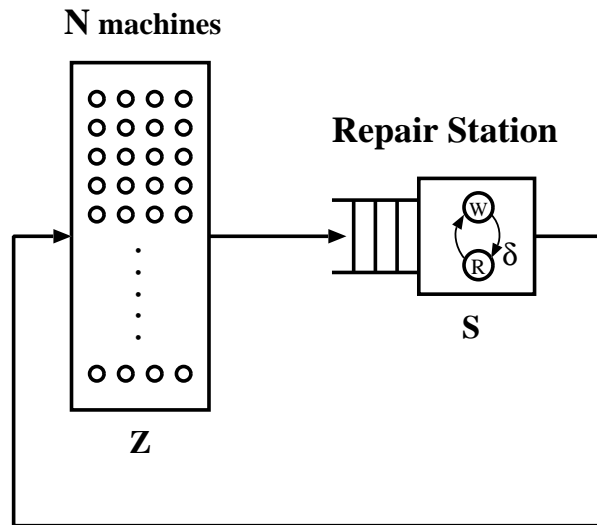 N machines
Repair Station
W
δ
R
S
Z